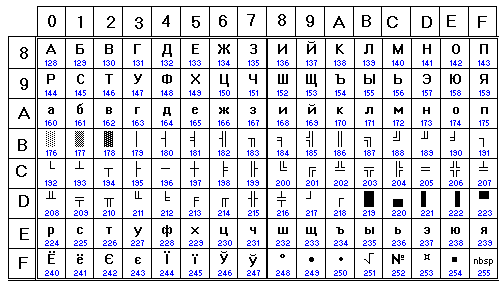 0 1 2 3 4 5 6 7 8 9 A B C D E F
8 А Б В Г Д Е Ж З И Й К Л М Н О П
128 129 130 131 132 133 134 135 136 137 138 139 140 141 142 143
9 Р С Т У Ф Х Ц Ч Ш Щ Ъ Ы Ь Э Ю Я
144 145 146 147 148 149 150 151 152 153 154 155 156 157 158 159
A а б в г д е ж з и й к л м н о п
160 161 162 163 164 165 166 167 168 169 170 171 172 173 174 175
B ░ ▒ ▓ │ ┤ ╡ ╢ ╖ ╕ ╣ ║ ╗ ╝ ╜ ╛ ┐
176 177 178 179 180 181 182 183 184 185 186 187 188 189 190 191
C └ ┴ ┬ ├ ─ ┼ ╞ ╟ ╚ ╔ ╩ ╦ ╠ ═ ╬ ╧
192 193 194 195 196 197 198 199 200 201 202 203 204 205 206 207
D ╨ ╤ ╥ ╙ ╘ ╒ ╓ ╫ ╪ ┘ ┌ █ ▄ ▌ ▐ ▀
208 209 210 211 212 213 214 215 216 217 218 219 220 221 222 223
E р с т у ф х ц ч ш щ ъ ы ь э ю я
224 225 226 227 228 229 230 231 232 233 234 235 236 237 238 239
F Ё ё Є є Ї ї Ў ў ° • · √ № ¤ ■ nbsp
240 241 242 243 244 245 246 247 248 249 250 251 252 253 254 255